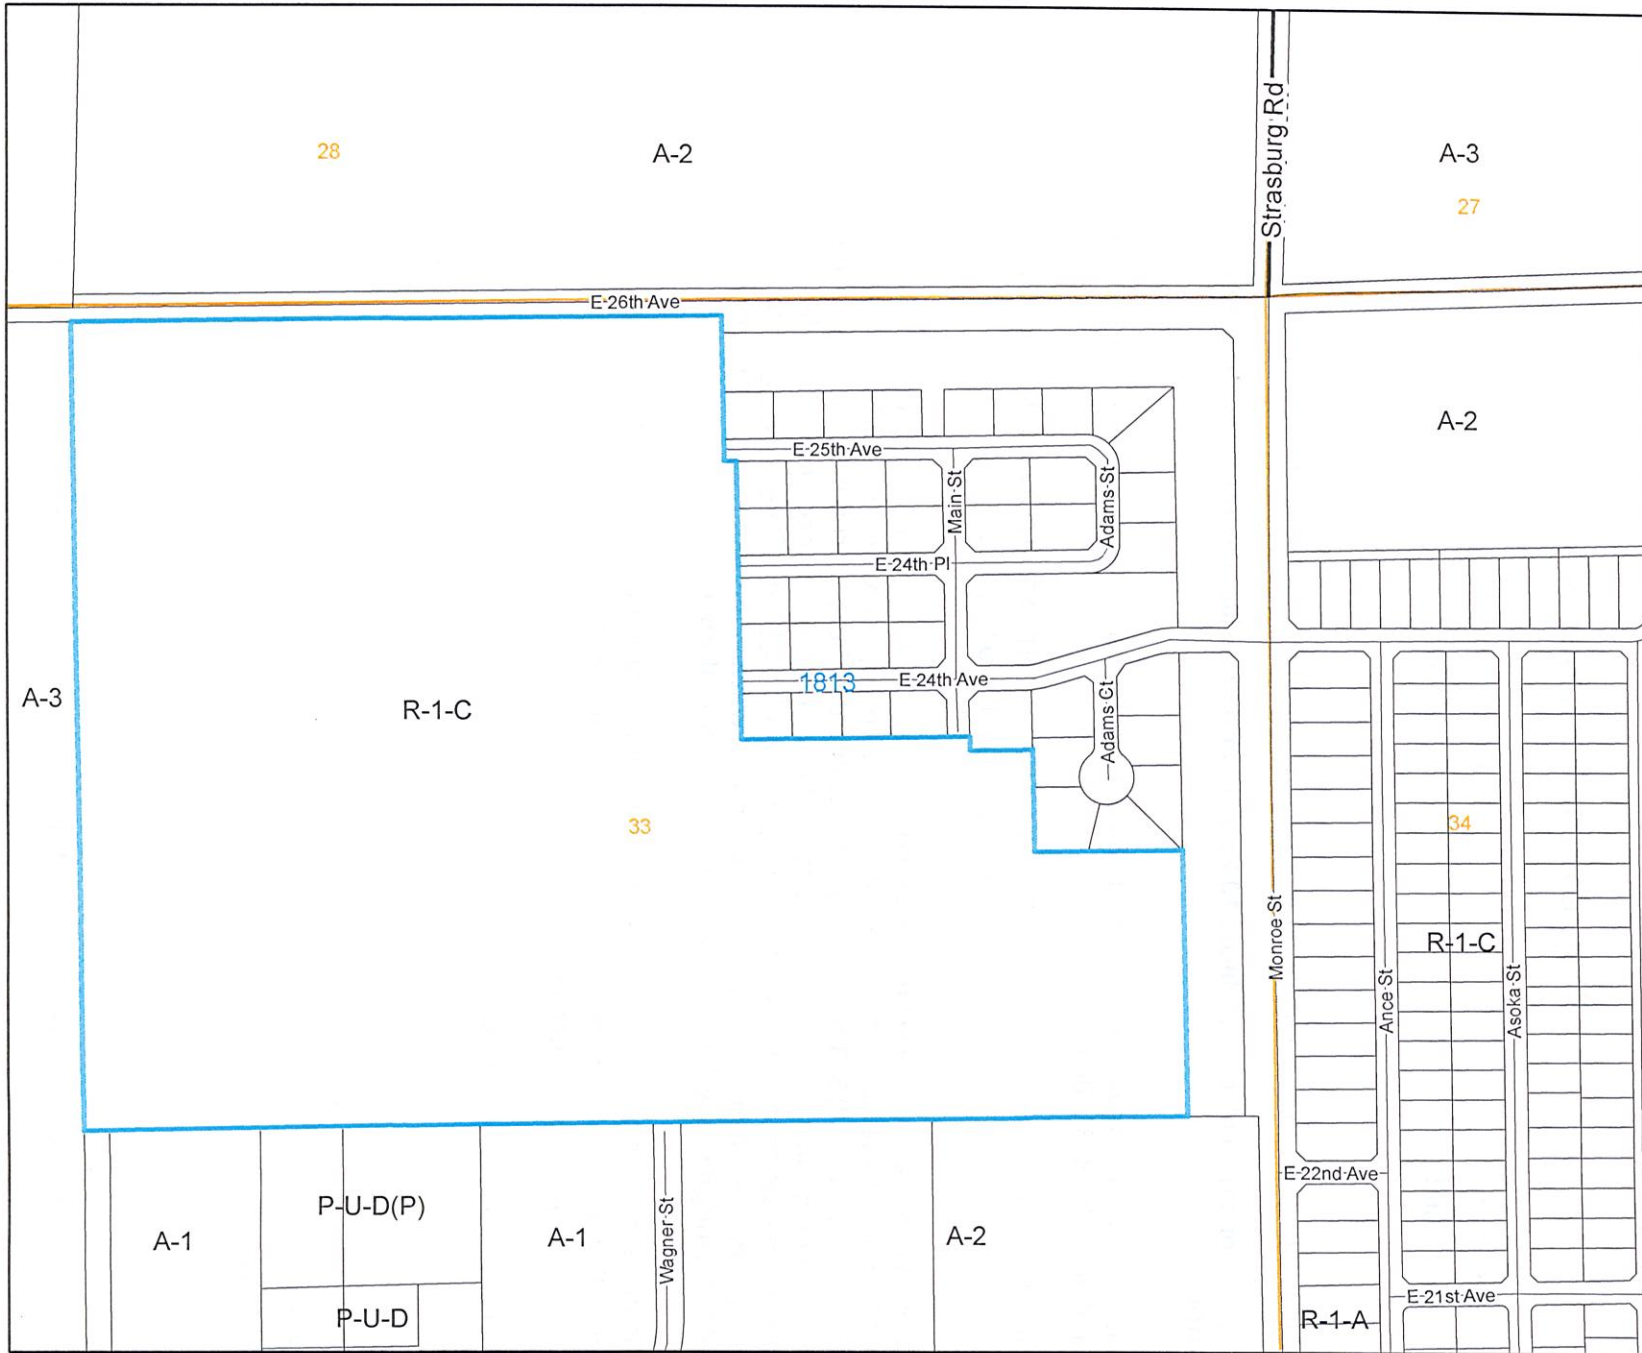 28
A-2
Strasburg Rd
A-3
27
E 26th Ave
A-2
E 25th Ave
Main St
Adams St
E 24th Pl
1813
E 24th Ave
A-3
R-1-C
Adams Ct
33
34
Monroe St
R-1-C
Ance St
Asoka St
E 22nd Ave
P-U-D(P)
A-1
A-1
Wagner St
A-2
E 21st Ave
P-U-D
R-1-A